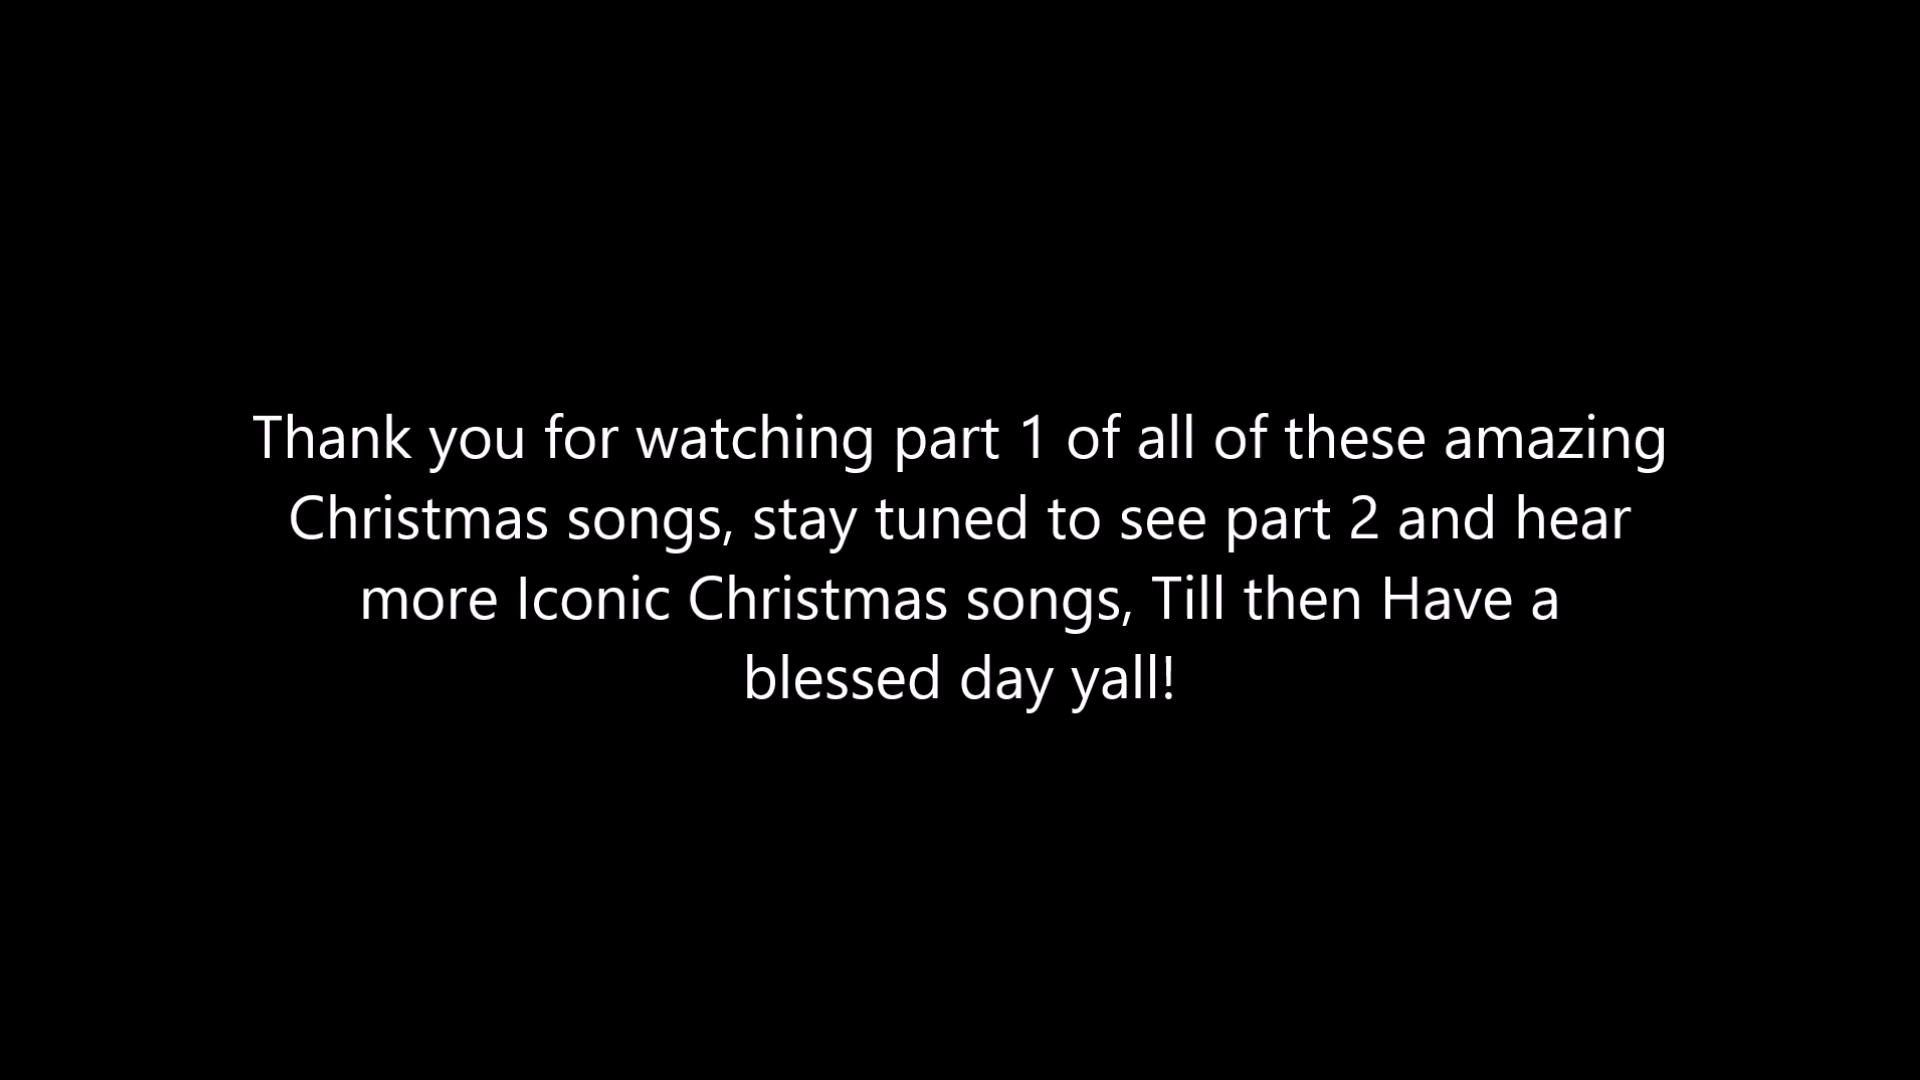 Thank you for watching part 1 of all of these amazing
Christmas songs, stay tuned to see part 2 and hear
more Iconic Christmas songs, Till then Have a
blessed day yall!